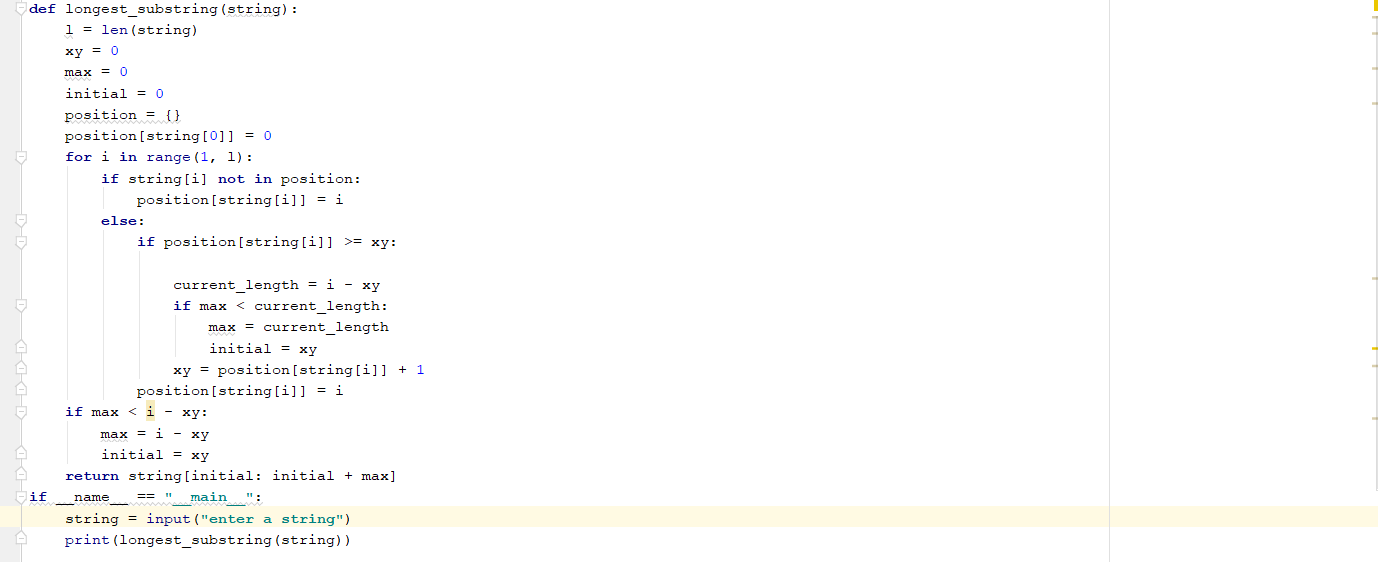 def longest_substring(string):
    l = len(string)
    xy = 0
    max = 0
    initial = 0
    position = {}
    position[string[0]] = 0
    for i in range(1, l):
        if string[i] not in position:
            position[string[i]] = i
        else:
            if position[string[i]] >= xy:

                current_length = i - xy
                if max < current_length:
                    max = current_length
                    initial = xy
                xy = position[string[i]] + 1
            position[string[i]] = i
    if max < i - xy:
        max = i - xy
        initial = xy
    return string[initial: initial + max]
if __name__ == "__main__":
    string = input("enter a string")
    print(longest_substring(string))